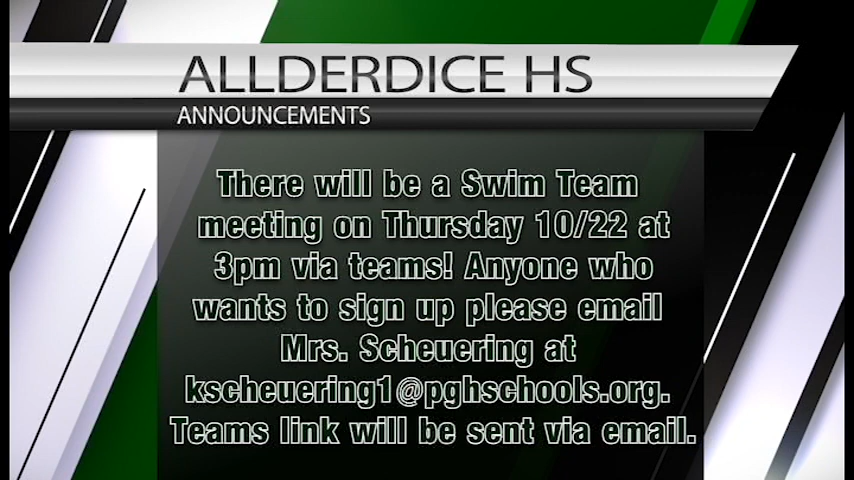 ALLDERDICE HS
ANNOUNCEMENTS
There will be a Swim Team
meeting on Thursday 10/22 at
3pm via teams! Anyone who
wants to sign up please email
Mrs. Scheuering at
kscheuering1@pghschools.org.
Teams link will be sent via email.